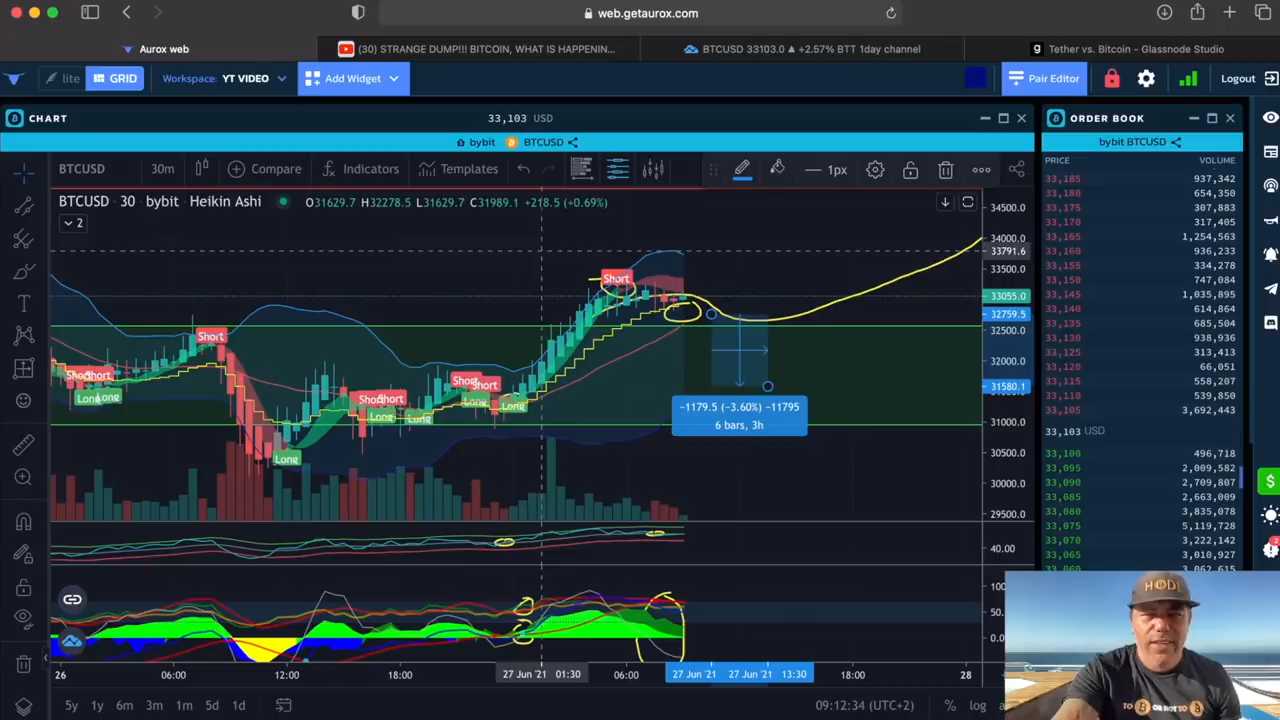 web.getaurox.com
Aurox web
(30) STRANGE DUMP!!! BITCOIN, WHAT IS HAPPENIN...
BTCUSD 33103.0 ▲ +2.57% BTT 1day channel
g Tether vs. Bitcoin - Glassnode Studio
lite GRID Workspace: YT VIDEO Add Widget Pair Editor Logout
CHART 33,103 USD
bybit BTCUSD
BTCUSD 30m Compare Indicators Templates 1px
BTCUSD · 30 · bybit · Heikin Ashi O31629.7 H32278.5 L31629.7 C31989.1 +218.5 (+0.69%)
2
34500.0
34000.0
33791.6
33500.0
33055.0
32759.5
32500.0
32000.0
31580.1
31000.0
30500.0
30000.0
29500.0
40.00
50.
0.0
Short
Short
Short
Short
Short
Long
Long
Long
Long
Long
Long
−1179.5 (−3.60%) −11795
6 bars, 3h
26 06:00 12:00 18:00 27 Jun '21 01:30 06:00 27 Jun '21 27 Jun '21 13:30 18:00 28
5y 1y 6m 3m 1m 5d 1d 09:12:34 (UTC+2) % log
ORDER BOOK
bybit BTCUSD
PRICE VOLUME
33,185 937,342
33,180 654,350
33,175 307,883
33,170 317,405
33,165 1,254,563
33,160 936,233
33,155 334,278
33,150 747,084
33,145 1,035,895
33,140 614,864
33,135 685,504
33,130 938,936
33,125 131,313
33,120 66,051
33,115 558,207
33,110 539,850
33,105 3,692,443
33,103 USD
33,100 496,718
33,095 2,009,582
33,090 2,709,807
33,085 2,663,009
33,080 3,835,078
33,075 5,119,728
33,070 3,222,142
33,065 3,010,927
33,060 3,062,615
HODL
TO B OR NOT TO B